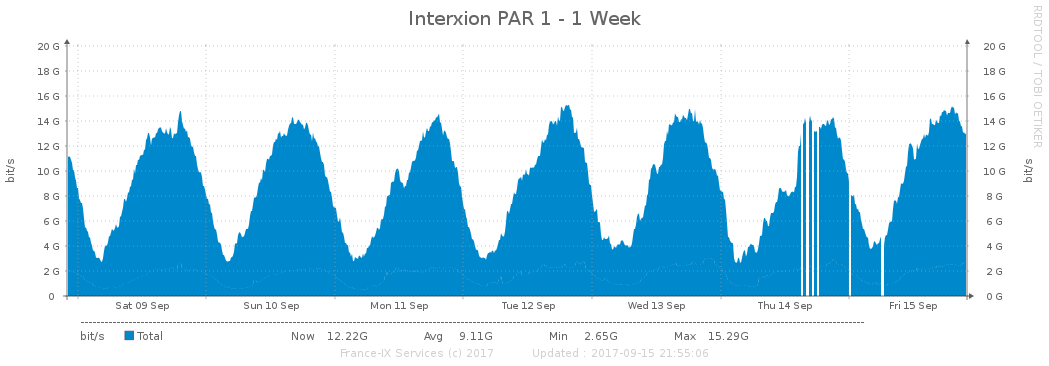 Interxion PAR 1 - 1 Week
RRDTOOL / TOBI OETIKER
20 G 20 G
18 G 18 G
16 G 16 G
14 G 14 G
12 G 12 G
10 G 10 G
8 G 8 G
6 G 6 G
4 G 4 G
2 G 2 G
0 0 G
bit/s bit/s
Sat 09 Sep Sun 10 Sep Mon 11 Sep Tue 12 Sep Wed 13 Sep Thu 14 Sep Fri 15 Sep
bit/s Total Now 12.22G Avg 9.11G Min 2.65G Max 15.29G
France-IX Services (c) 2017 Updated : 2017-09-15 21:55:06